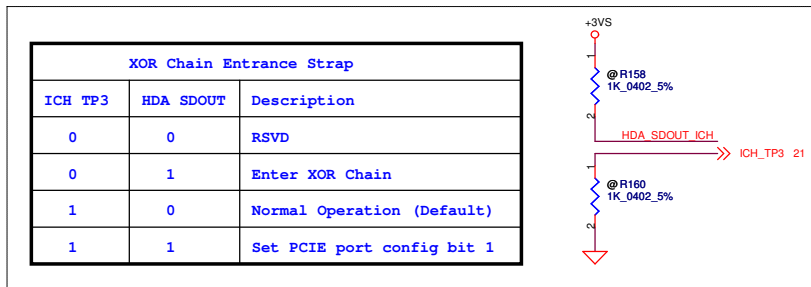 XOR Chain Entrance Strap
ICH TP3 HDA SDOUT Description
0 0 RSVD
0 1 Enter XOR Chain
1 0 Normal Operation (Default)
1 1 Set PCIE port config bit 1
+3VS
1
@R158
1K_0402_5%
2
HDA_SDOUT_ICH
ICH_TP3 21
1
@R160
1K_0402_5%
2